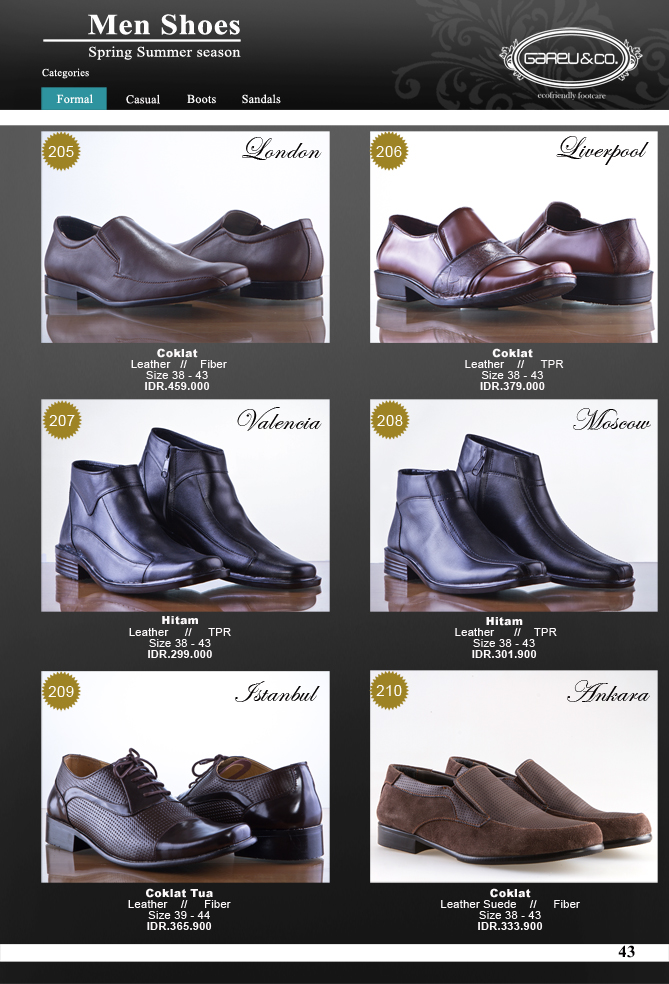 Men Shoes
Spring Summer season
Categories
Formal Casual Boots Sandals
GAREU & CO.
ecofriendly footcare
205 London
206 Liverpool
Coklat
Leather // Fiber
Size 38 - 43
IDR.459.000
Coklat
Leather // TPR
Size 38 - 43
IDR.379.000
207 Valencia
208 Moscow
Hitam
Leather // TPR
Size 38 - 43
IDR.299.000
Hitam
Leather // TPR
Size 38 - 43
IDR.301.900
209 Istanbul
210 Ankara
Coklat Tua
Leather // Fiber
Size 39 - 44
IDR.365.900
Coklat
Leather Suede // Fiber
Size 38 - 43
IDR.333.900
43